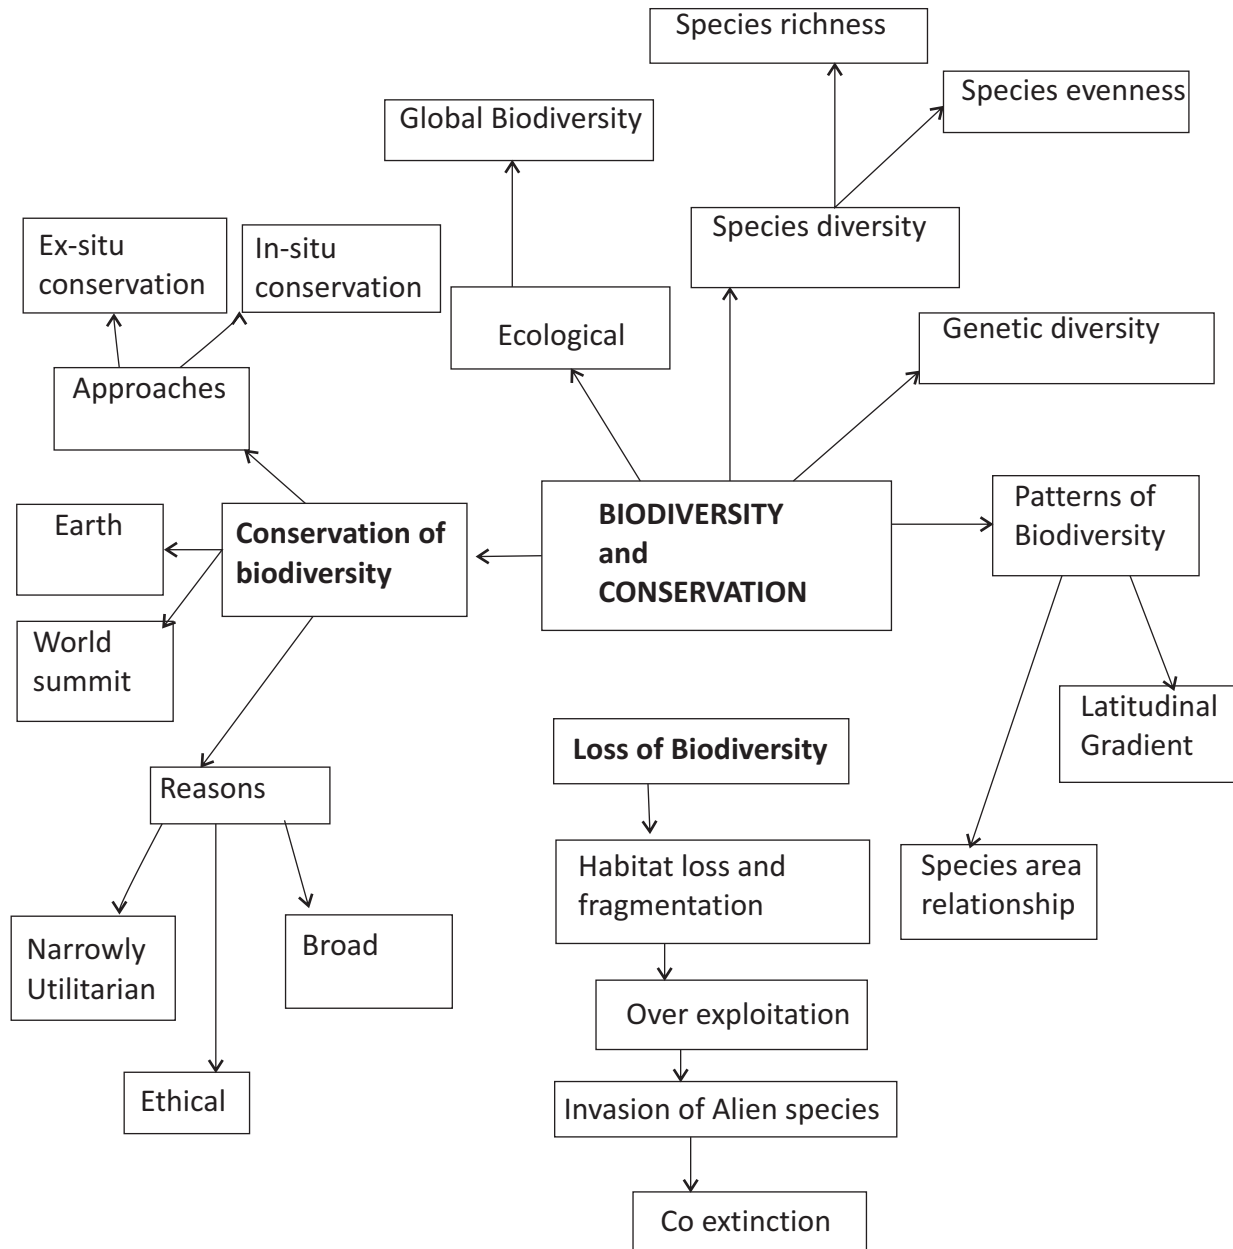 Species richness
Species evenness
Global Biodiversity
Species diversity
Ex-situ
conservation
In-situ
conservation
Ecological
Genetic diversity
Approaches
BIODIVERSITY
and
CONSERVATION
Patterns of
Biodiversity
Conservation of
biodiversity
Earth
World
summit
Latitudinal
Gradient
Loss of Biodiversity
Reasons
Habitat loss and
fragmentation
Species area
relationship
Narrowly
Utilitarian
Broad
Over exploitation
Ethical
Invasion of Alien species
Co extinction